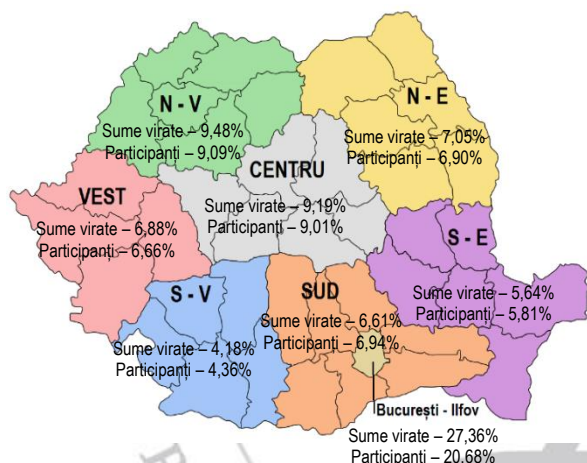 N - V
Sume virate – 9,48%
Participanți – 9,09%
N - E
Sume virate – 7,05%
Participanți – 6,90%
CENTRU
Sume virate – 9,19%
Participanți – 9,01%
VEST
Sume virate – 6,88%
Participanți – 6,66%
S - E
Sume virate – 5,64%
Participanți – 5,81%
S - V
Sume virate – 4,18%
Participanți – 4,36%
SUD
Sume virate – 6,61%
Participanți – 6,94%
București - Ilfov
Sume virate – 27,36%
Participanți – 20,68%